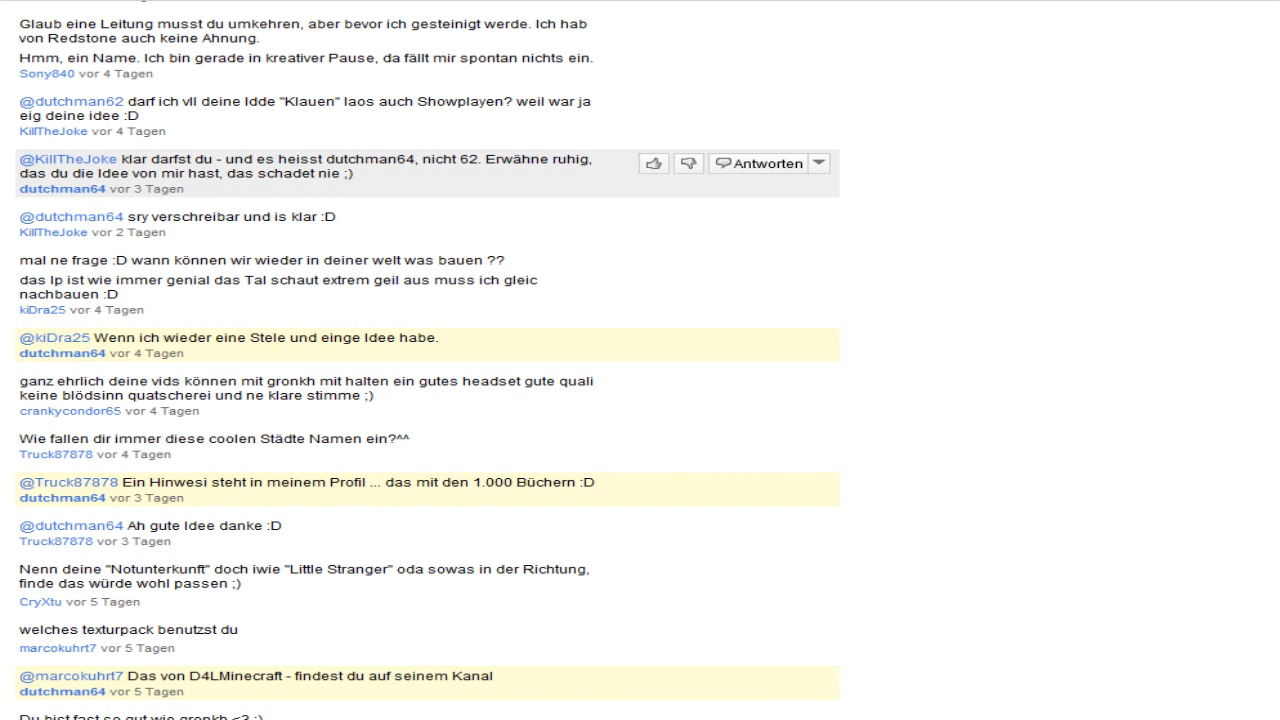 Glaub eine Leitung musst du umkehren, aber bevor ich gesteinigt werde. Ich hab
von Redstone auch keine Ahnung.
Hmm, ein Name. Ich bin gerade in kreativer Pause, da fällt mir spontan nichts ein.
Sony840 vor 4 Tagen
@dutchman62 darf ich vll deine Idde "Klauen" laos auch Showplayen? weil war ja
eig deine idee :D
KillTheJoke vor 4 Tagen
@KillTheJoke klar darfst du - und es heisst dutchman64, nicht 62. Erwähne ruhig,
das du die Idee von mir hast, das schadet nie ;)
Antworten
dutchman64 vor 3 Tagen
@dutchman64 sry verschreibar und is klar :D
KillTheJoke vor 2 Tagen
mal ne frage :D wann können wir wieder in deiner welt was bauen ??
das lp ist wie immer genial das Tal schaut extrem geil aus muss ich gleic
nachbauen :D
kiDra25 vor 4 Tagen
@kiDra25 Wenn ich wieder eine Stele und einge Idee habe.
dutchman64 vor 4 Tagen
ganz ehrlich deine vids können mit gronkh mit halten ein gutes headset gute quali
keine blödsinn quatscherei und ne klare stimme ;)
crankycondor65 vor 4 Tagen
Wie fallen dir immer diese coolen Städte Namen ein?^^
Truck87878 vor 4 Tagen
@Truck87878 Ein Hinwesi steht in meinem Profil ... das mit den 1.000 Büchern :D
dutchman64 vor 3 Tagen
@dutchman64 Ah gute Idee danke :D
Truck87878 vor 3 Tagen
Nenn deine "Notunterkunft" doch iwie "Little Stranger" oda sowas in der Richtung,
finde das würde wohl passen ;)
CryXtu vor 5 Tagen
welches texturpack benutzst du
marcokuhrt7 vor 5 Tagen
@marcokuhrt7 Das von D4LMinecraft - findest du auf seinem Kanal
dutchman64 vor 5 Tagen
Du bist fast so gut wie gronkh <3 :)